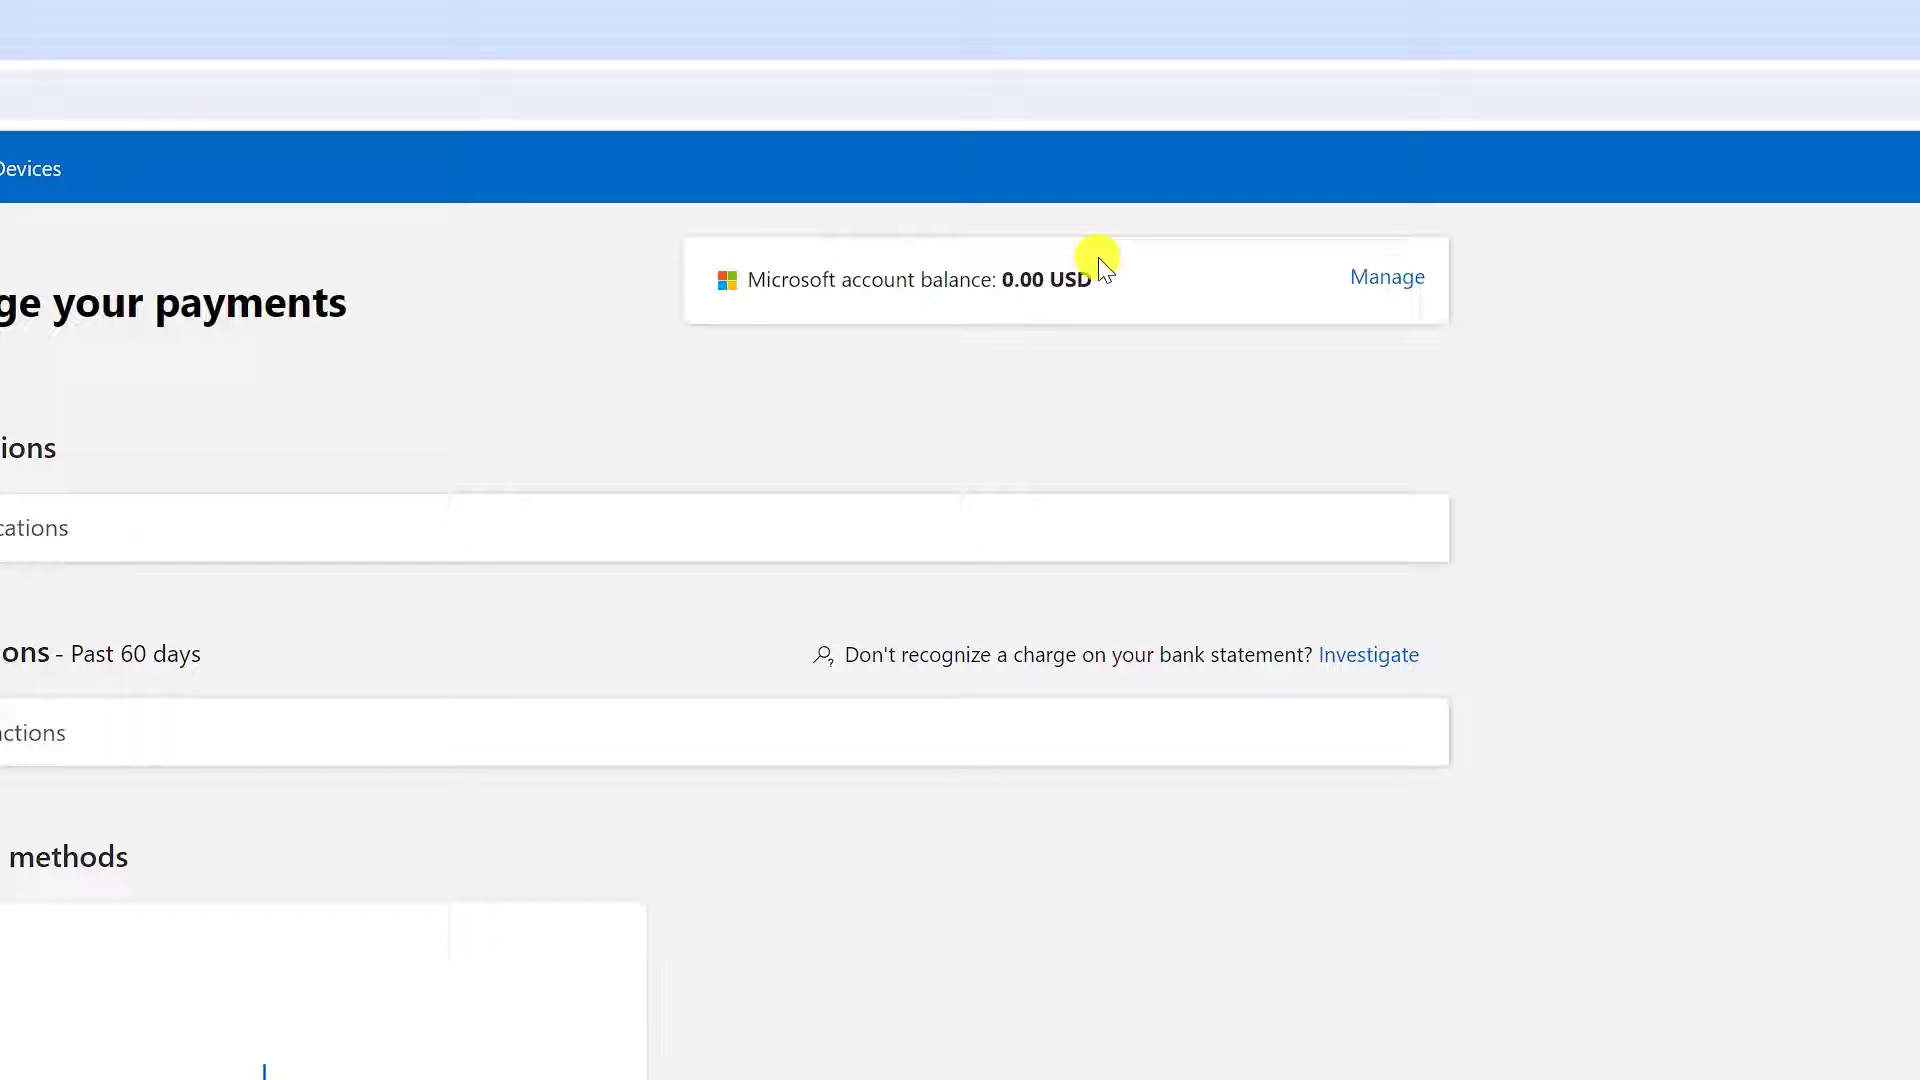 Devices
Microsoft account balance: 0.00 USD
Manage
ge your payments
ions
cations
ons - Past 60 days
Don't recognize a charge on your bank statement? Investigate
actions
methods